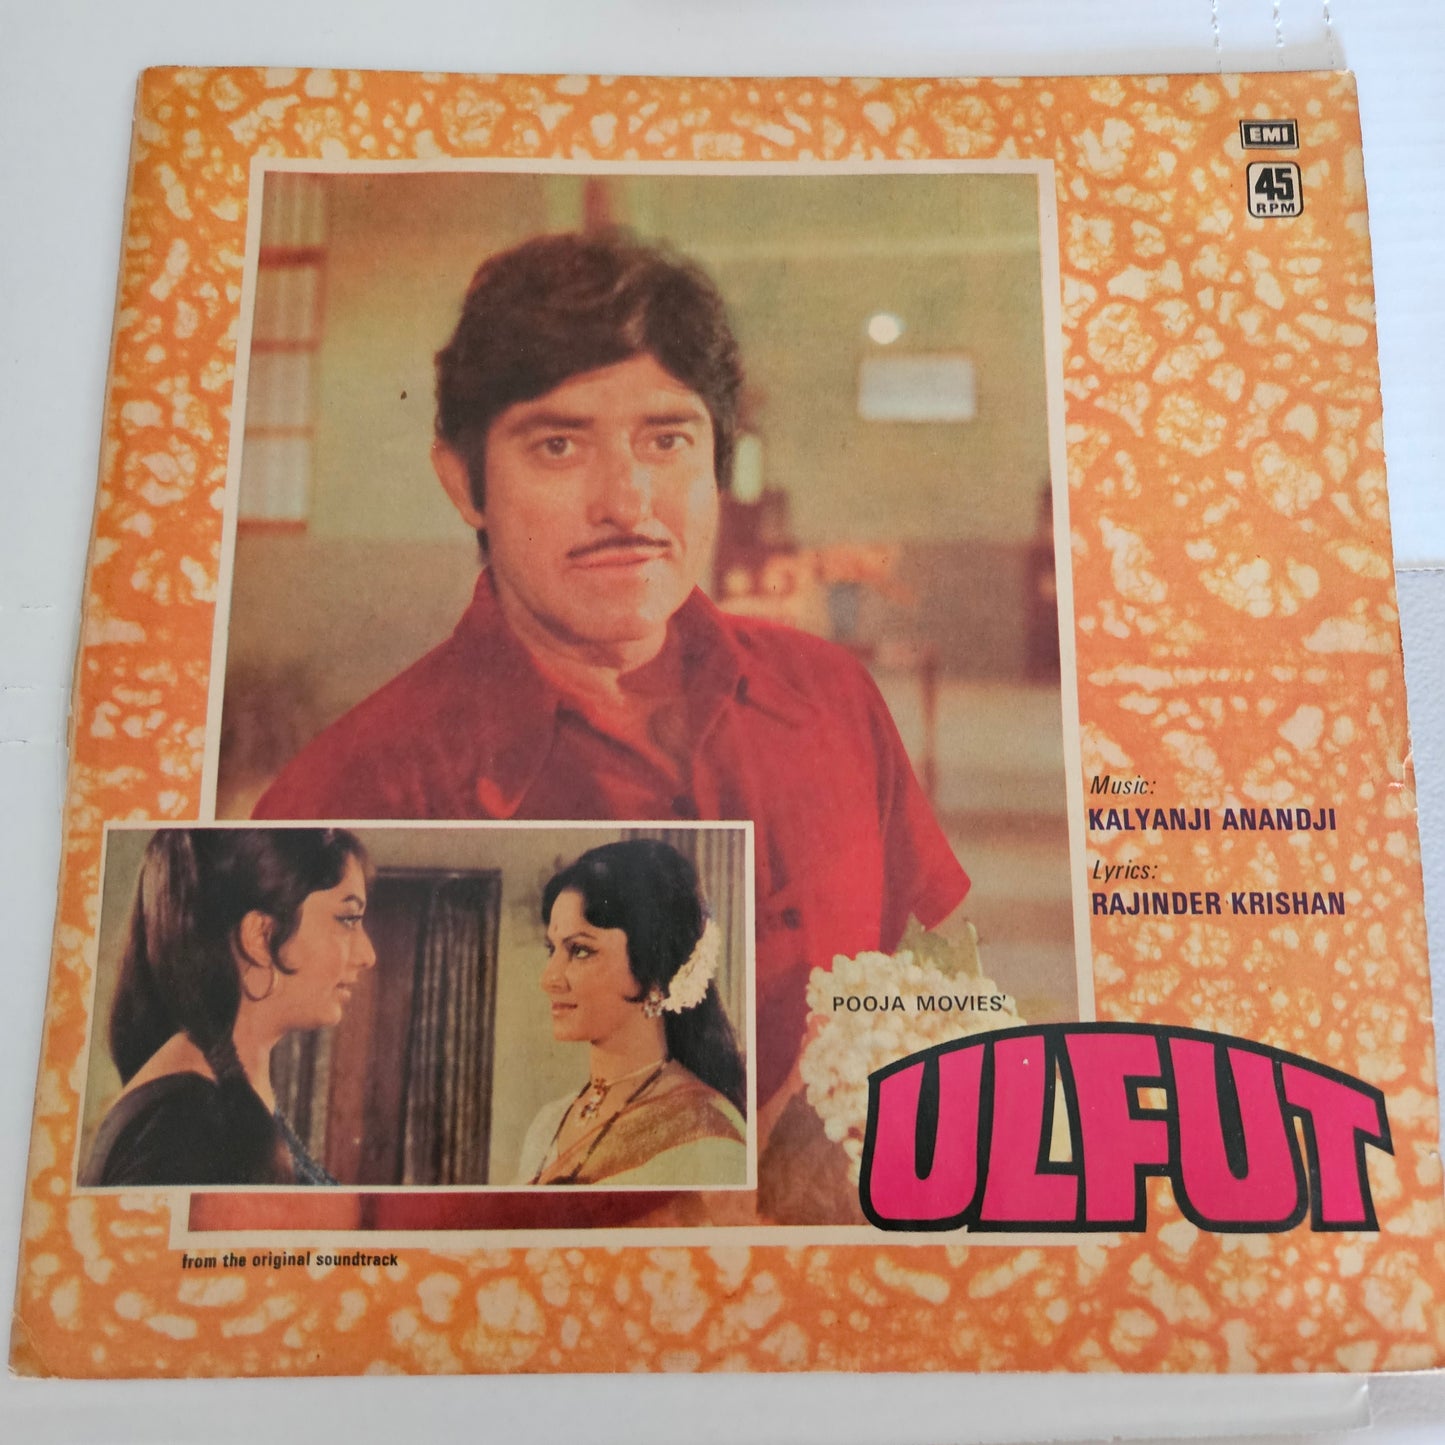 EMI
45
RPM
Music:
KALYANJI ANANDJI
Lyrics:
RAJINDER KRISHAN
POOJA MOVIES'
ULFUT
from the original soundtrack